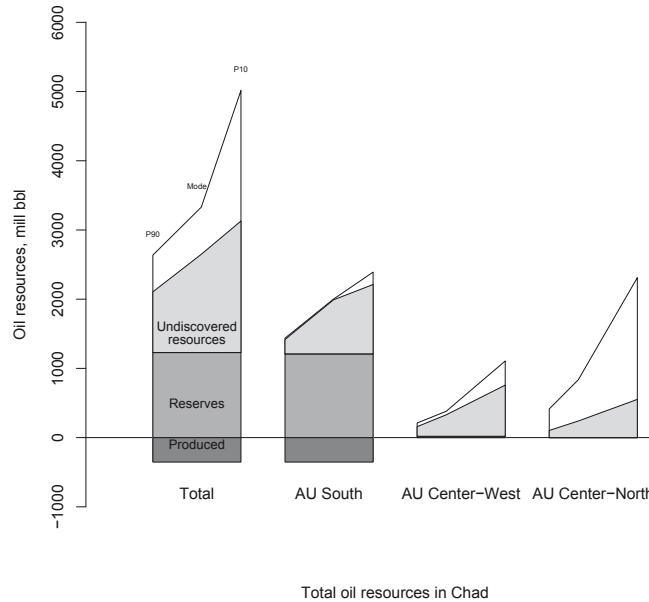 6000
5000
4000
3000
2000
1000
0
−1000
Oil resources, mill bbl
P10
Mode
P90
Undiscovered
resources
Reserves
Produced
Total
AU South
AU Center−West
AU Center−North
Total oil resources in Chad